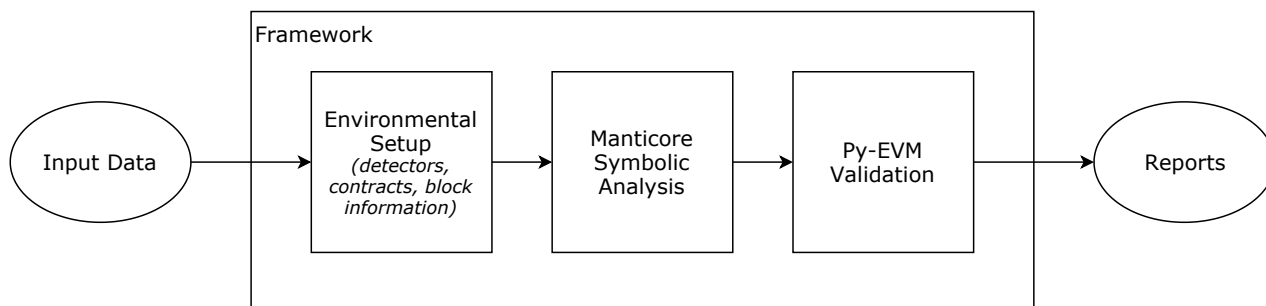 Framework
Input Data
Environmental
Setup
(detectors,
contracts, block
information)
Manticore
Symbolic
Analysis
Py-EVM
Validation
Reports